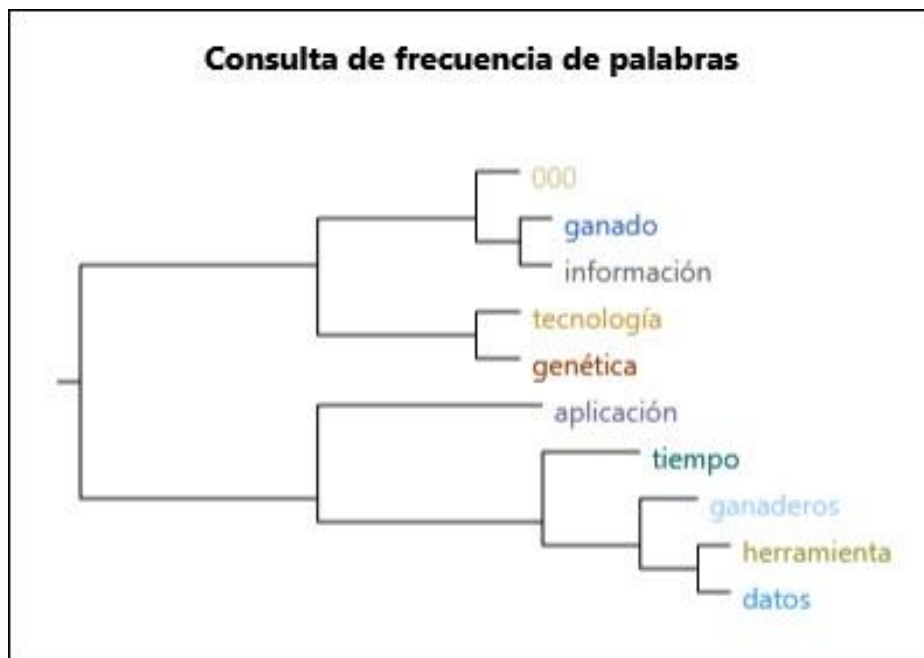 Consulta de frecuencia de palabras
000
ganado
información
tecnología
genética
aplicación
tiempo
ganaderos
herramienta
datos